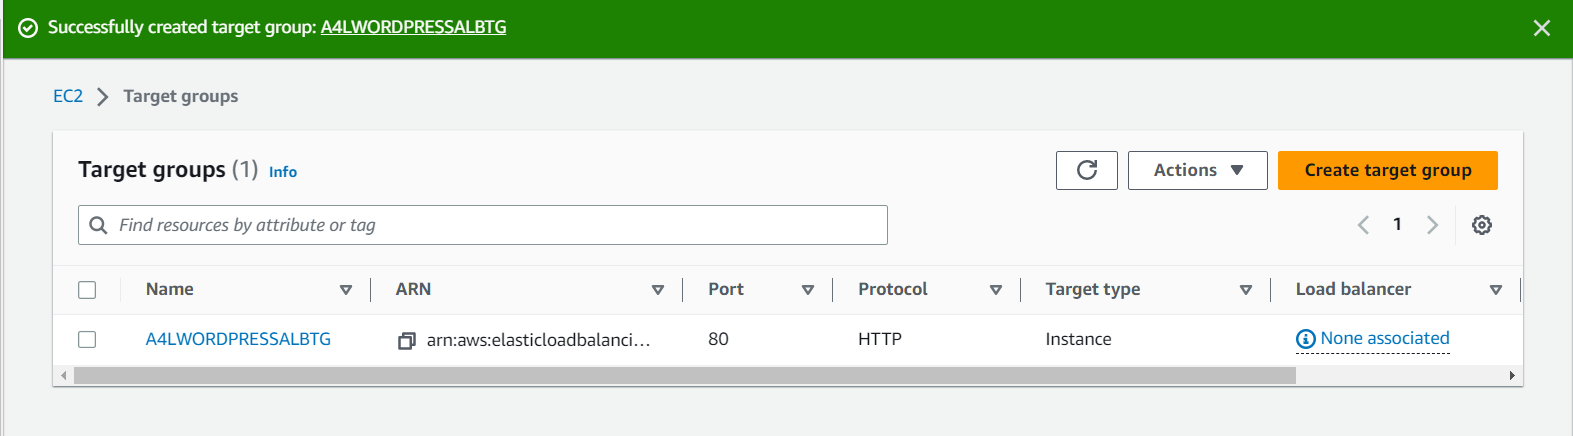 Successfully created target group: A4LWORDPRESSALBTG
EC2 > Target groups
Target groups (1) Info
Actions
Create target group
Find resources by attribute or tag
1
Name ARN Port Protocol Target type Load balancer
A4LWORDPRESSALBTG arn:aws:elasticloadbalanci... 80 HTTP Instance None associated